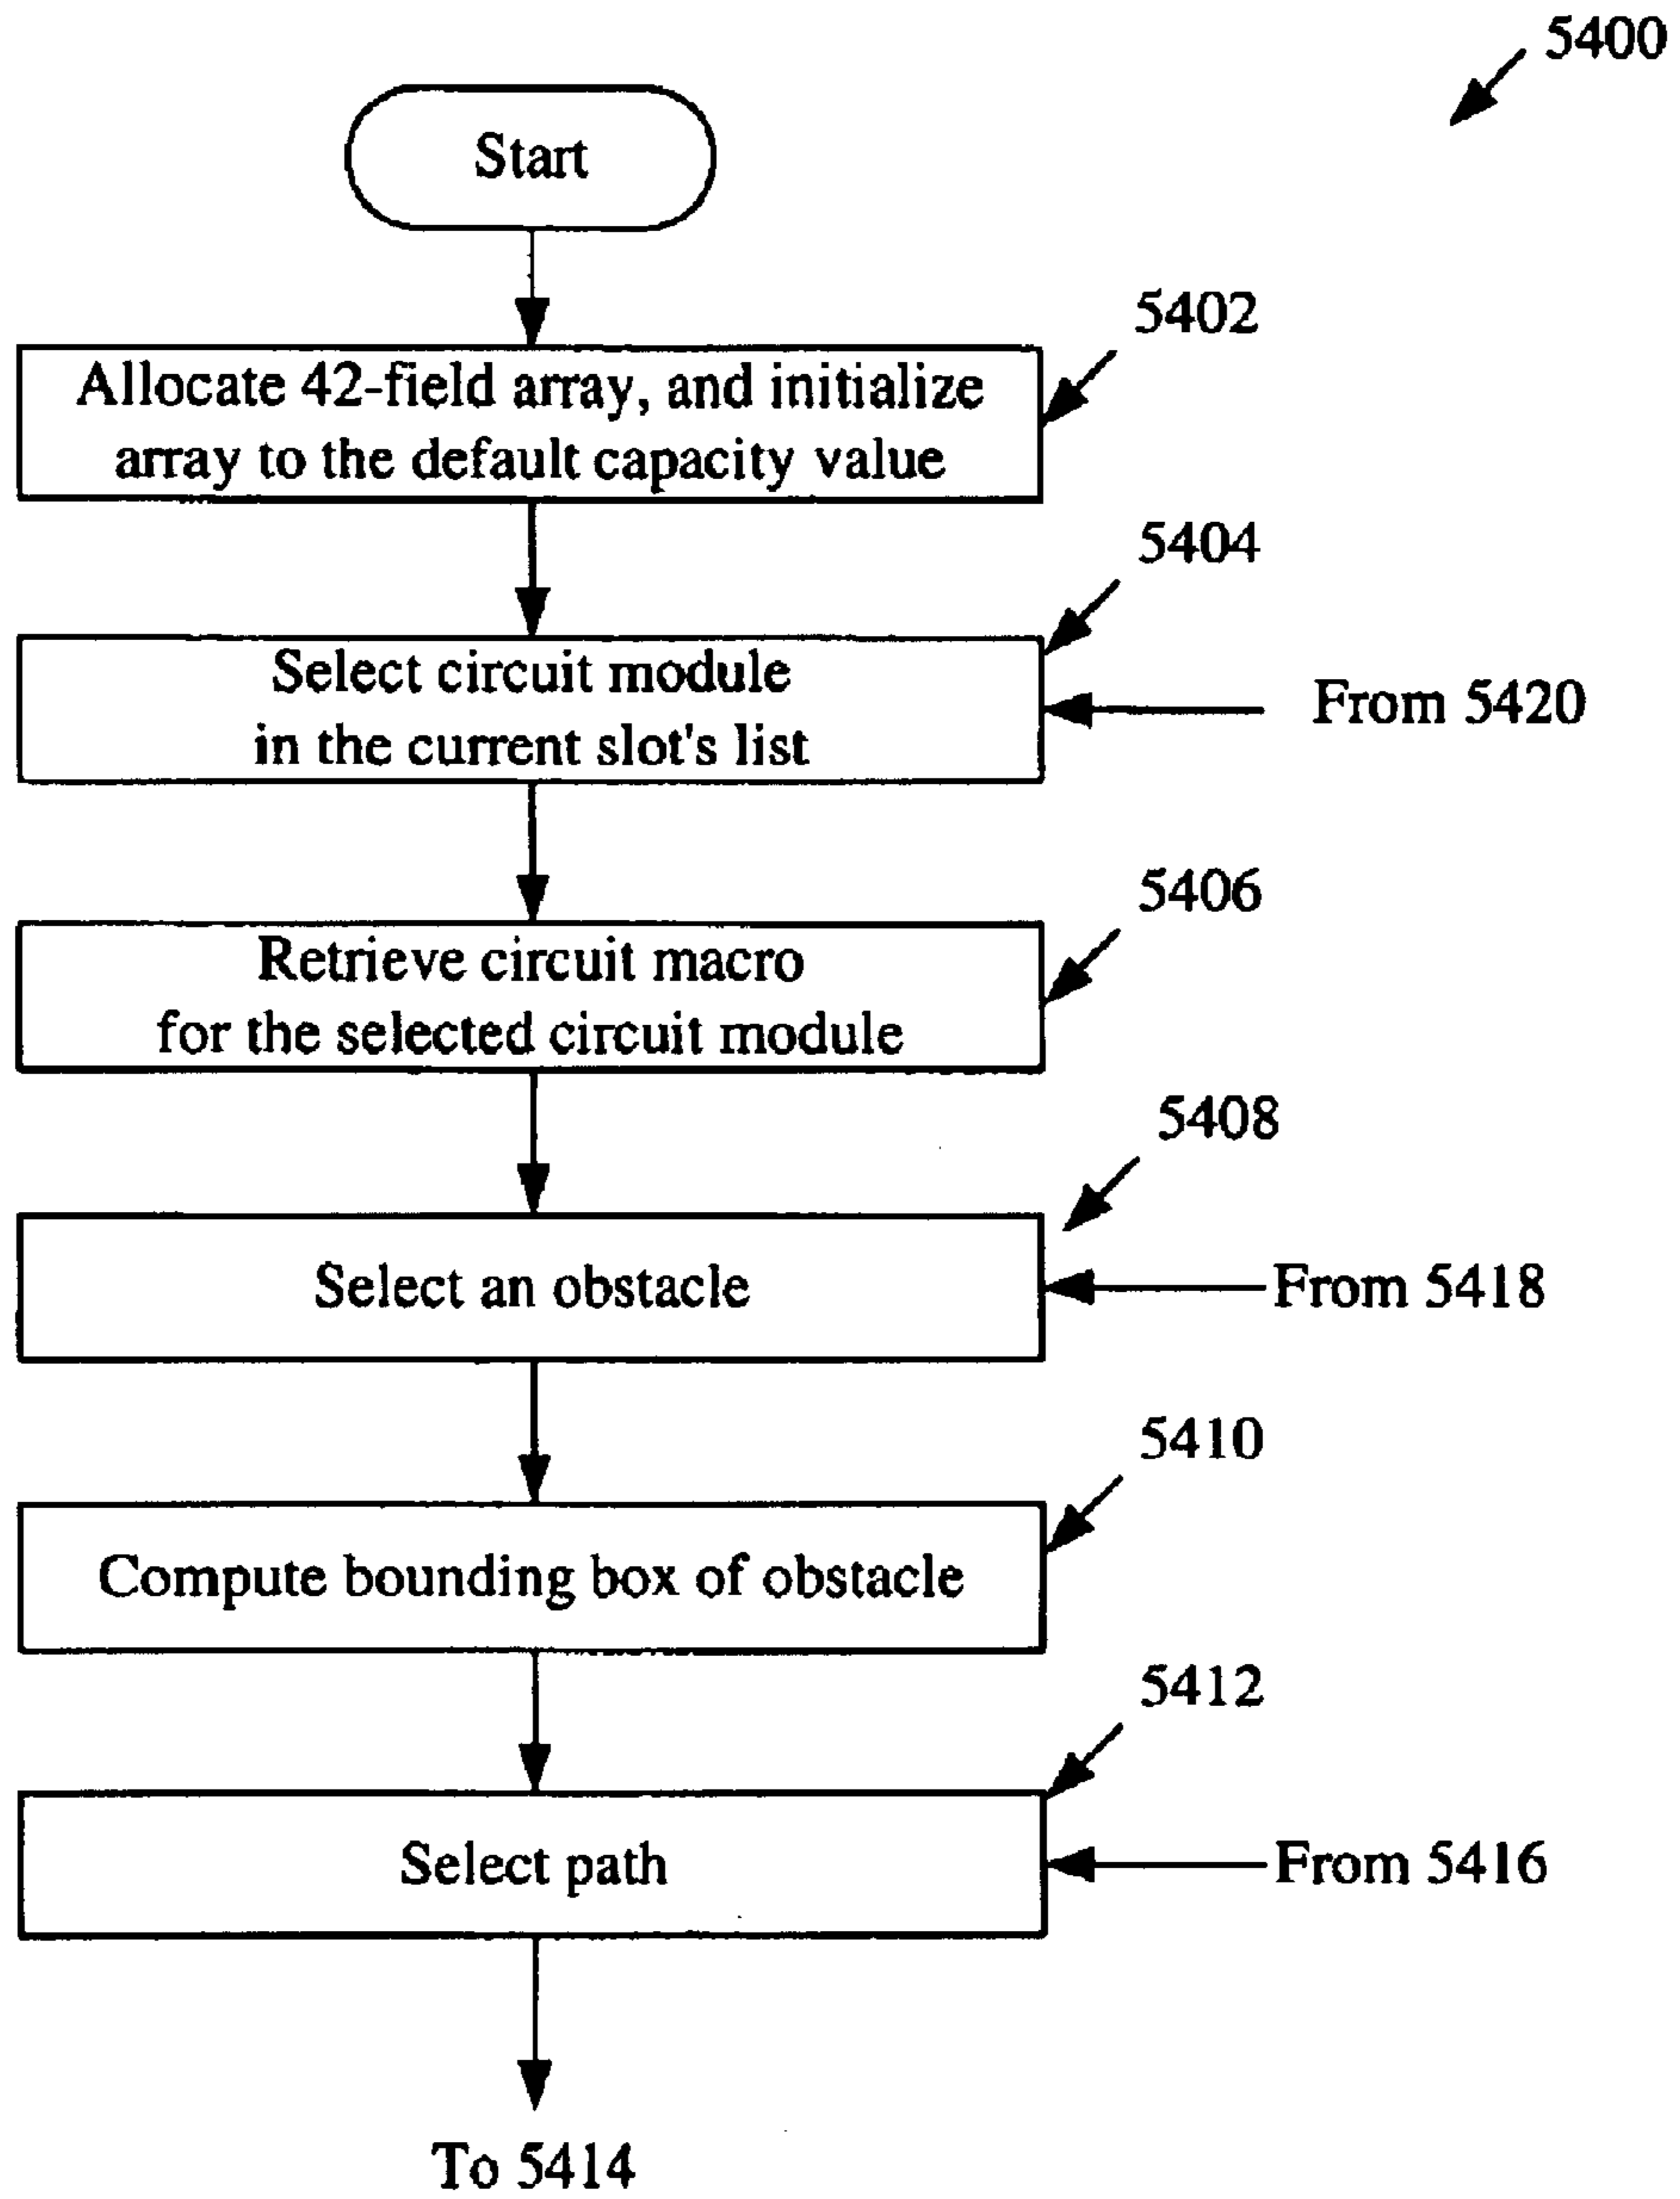 5400
Start
5402
Allocate 42-field array, and initialize
array to the default capacity value
5404
Select circuit module
in the current slot's list
From 5420
5406
Retrieve circuit macro
for the selected circuit module
5408
Select an obstacle
From 5418
5410
Compute bounding box of obstacle
5412
Select path
From 5416
To 5414